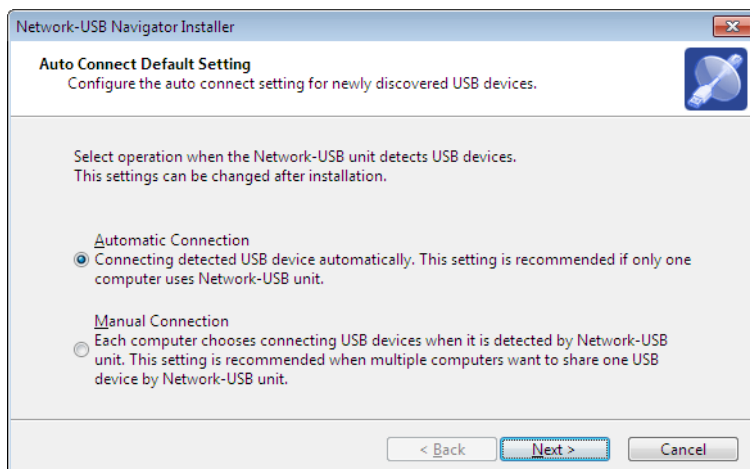 Network-USB Navigator Installer
Auto Connect Default Setting
Configure the auto connect setting for newly discovered USB devices.
Select operation when the Network-USB unit detects USB devices.
This settings can be changed after installation.
Automatic Connection
Connecting detected USB device automatically. This setting is recommended if only one
computer uses Network-USB unit.
Manual Connection
Each computer chooses connecting USB devices when it is detected by Network-USB
unit. This setting is recommended when multiple computers want to share one USB
device by Network-USB unit.
< Back Next > Cancel